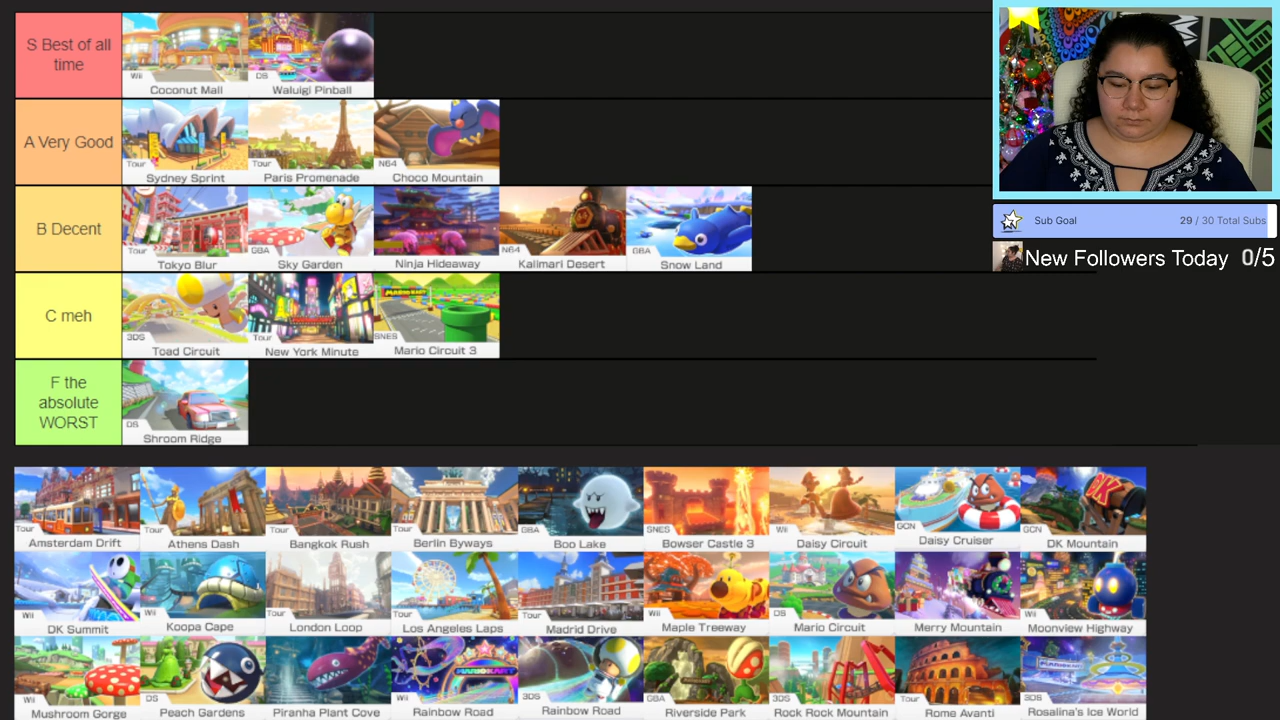 S Best of all
time
Wii
Coconut Mall
DS
Waluigi Pinball
A Very Good
Tour
Sydney Sprint
Tour
Paris Promenade
N64
Choco Mountain
B Decent
Tour
Tokyo Blur
GBA
Sky Garden
Ninja Hideaway
N64
Kalimari Desert
GBA
Snow Land
C meh
3DS
Toad Circuit
Tour
New York Minute
SNES
Mario Circuit 3
F the
absolute
WORST
DS
Shroom Ridge
Sub Goal
29 / 30 Total Subs
New Followers Today 0/5
Tour
Amsterdam Drift
Tour
Athens Dash
Tour
Bangkok Rush
Tour
Berlin Byways
GBA
Boo Lake
SNES
Bowser Castle 3
Wii
Daisy Circuit
GCN
Daisy Cruiser
GCN
DK
DK Mountain
Wii
DK Summit
Wii
Koopa Cape
Tour
London Loop
Tour
Los Angeles Laps
Tour
Madrid Drive
Wii
Maple Treeway
DS
Mario Circuit
Merry Mountain
Wii
Moonview Highway
Wii
Mushroom Gorge
DS
Peach Gardens
Piranha Plant Cove
Wii
MARIOKART
Rainbow Road
3DS
Rainbow Road
GBA
Riverside Park
3DS
Rock Rock Mountain
Tour
Rome Avanti
3DS
Rosalina's Ice World